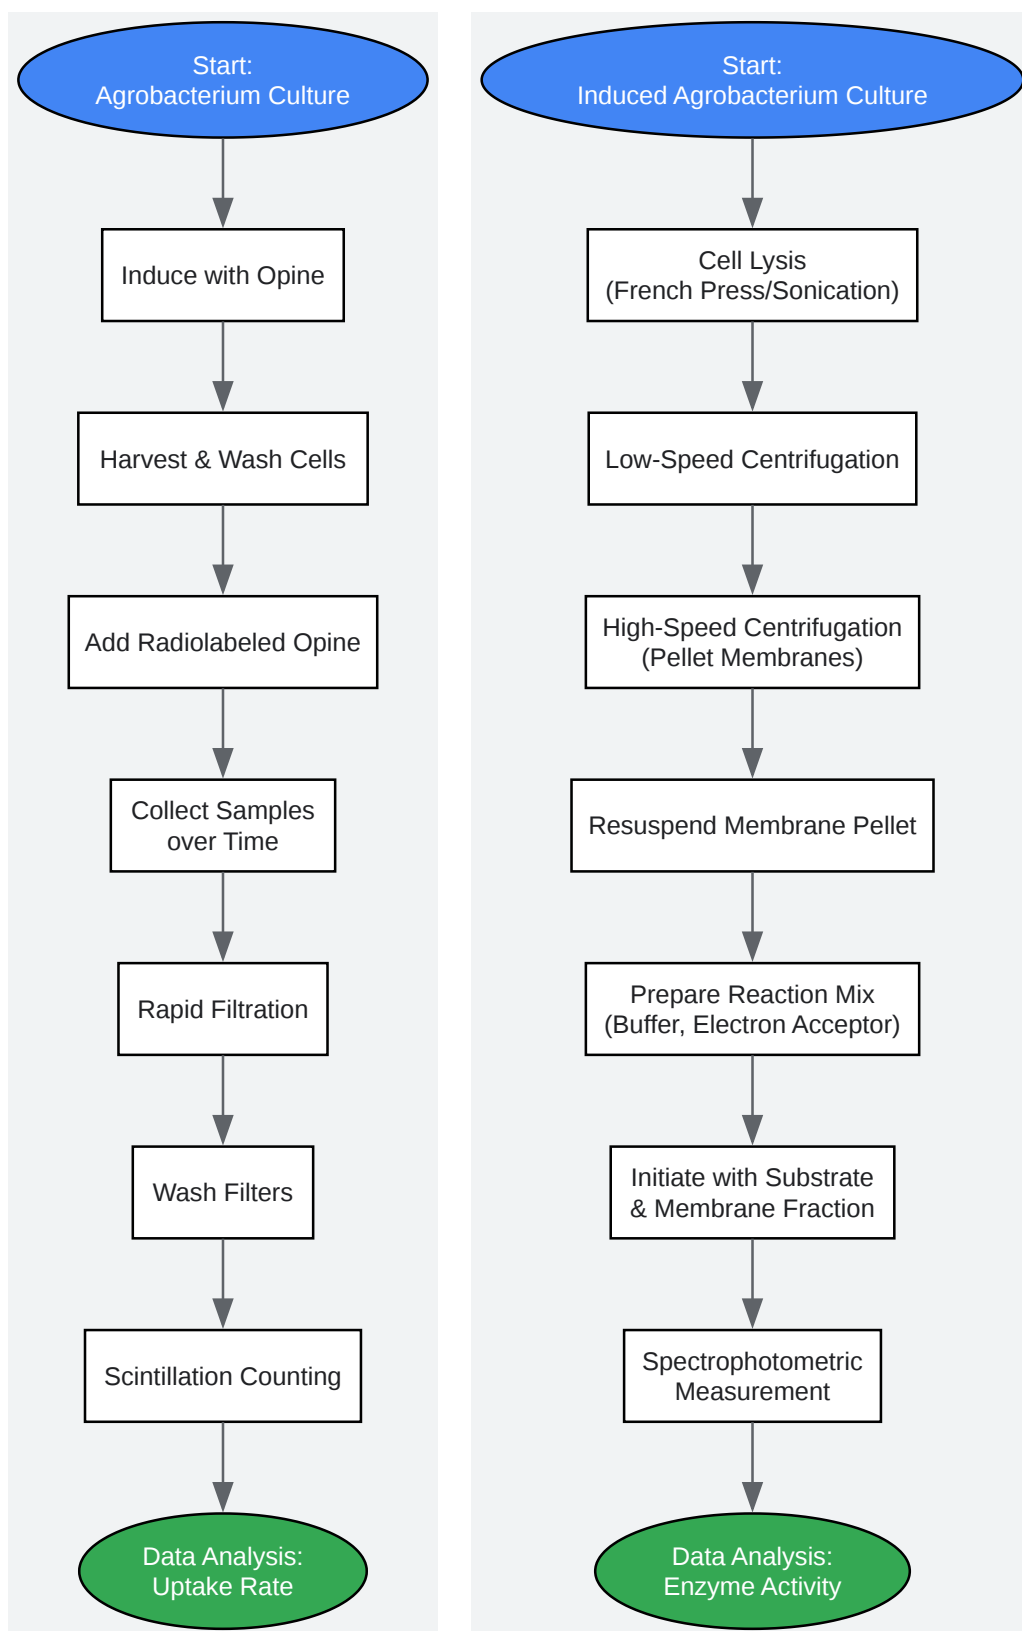 Start:
Agrobacterium Culture
Induce with Opine
Harvest & Wash Cells
Add Radiolabeled Opine
Collect Samples
over Time
Rapid Filtration
Wash Filters
Scintillation Counting
Data Analysis:
Uptake Rate
Start:
Induced Agrobacterium Culture
Cell Lysis
(French Press/Sonication)
Low-Speed Centrifugation
High-Speed Centrifugation
(Pellet Membranes)
Resuspend Membrane Pellet
Prepare Reaction Mix
(Buffer, Electron Acceptor)
Initiate with Substrate
& Membrane Fraction
Spectrophotometric
Measurement
Data Analysis:
Enzyme Activity